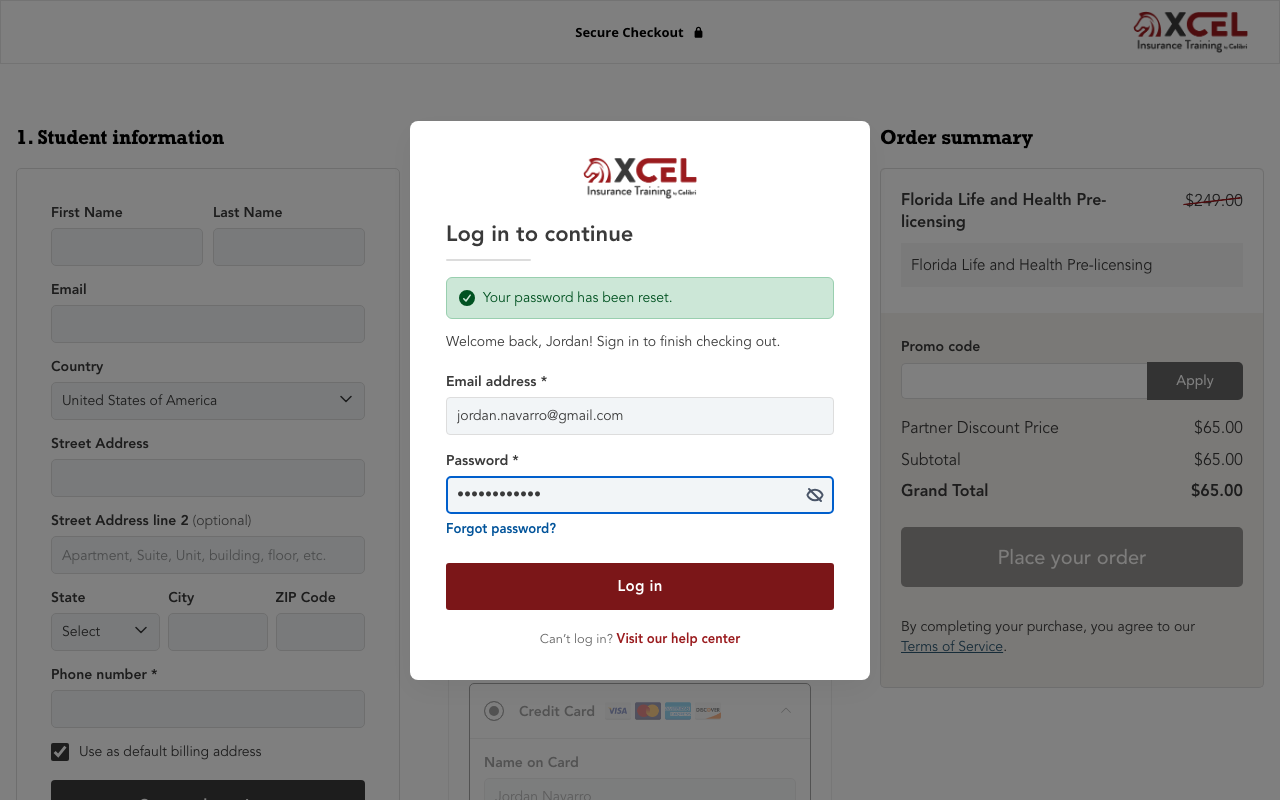 Secure Checkout
XCEL
Insurance Training by Calibri
1. Student information
First Name
Last Name
Email
Country
United States of America
Street Address
Street Address line 2 (optional)
Apartment, Suite, Unit, building, floor, etc.
State
City
ZIP Code
Select
Phone number *
Use as default billing address
XCEL
Insurance Training by Calibri
Log in to continue
Your password has been reset.
Welcome back, Jordan! Sign in to finish checking out.
Email address *
jordan.navarro@gmail.com
Password *
••••••••••••
Forgot password?
Log in
Can't log in? Visit our help center
Credit Card VISA DISCOVER
Name on Card
Jordan Navarro
Order summary
Florida Life and Health Pre-
licensing
$249.00
Florida Life and Health Pre-licensing
Promo code
Apply
Partner Discount Price $65.00
Subtotal $65.00
Grand Total $65.00
Place your order
By completing your purchase, you agree to our
Terms of Service.